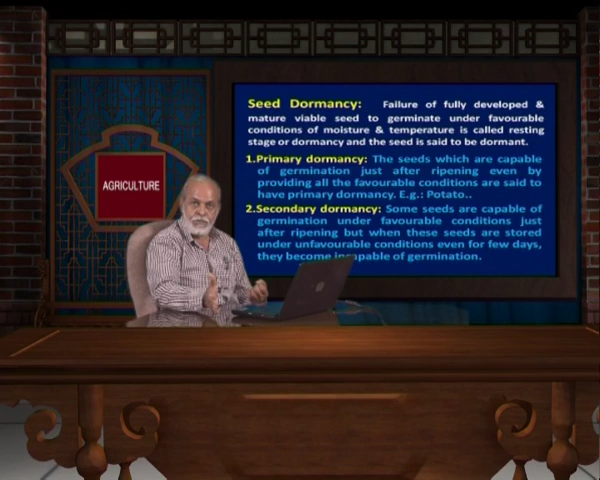 Seed Dormancy: Failure of fully developed &
mature viable seed to germinate under favourable
conditions of moisture & temperature is called resting
stage or dormancy and the seed is said to be dormant.
1.Primary dormancy: The seeds which are capable
of germination just after ripening even by
providing all the favourable conditions are said to
have primary dormancy. E.g.: Potato..
2.Secondary dormancy: Some seeds are capable of
germination under favourable conditions just
after ripening but when these seeds are stored
under unfavourable conditions even for few days,
they become incapable of germination.
AGRICULTURE